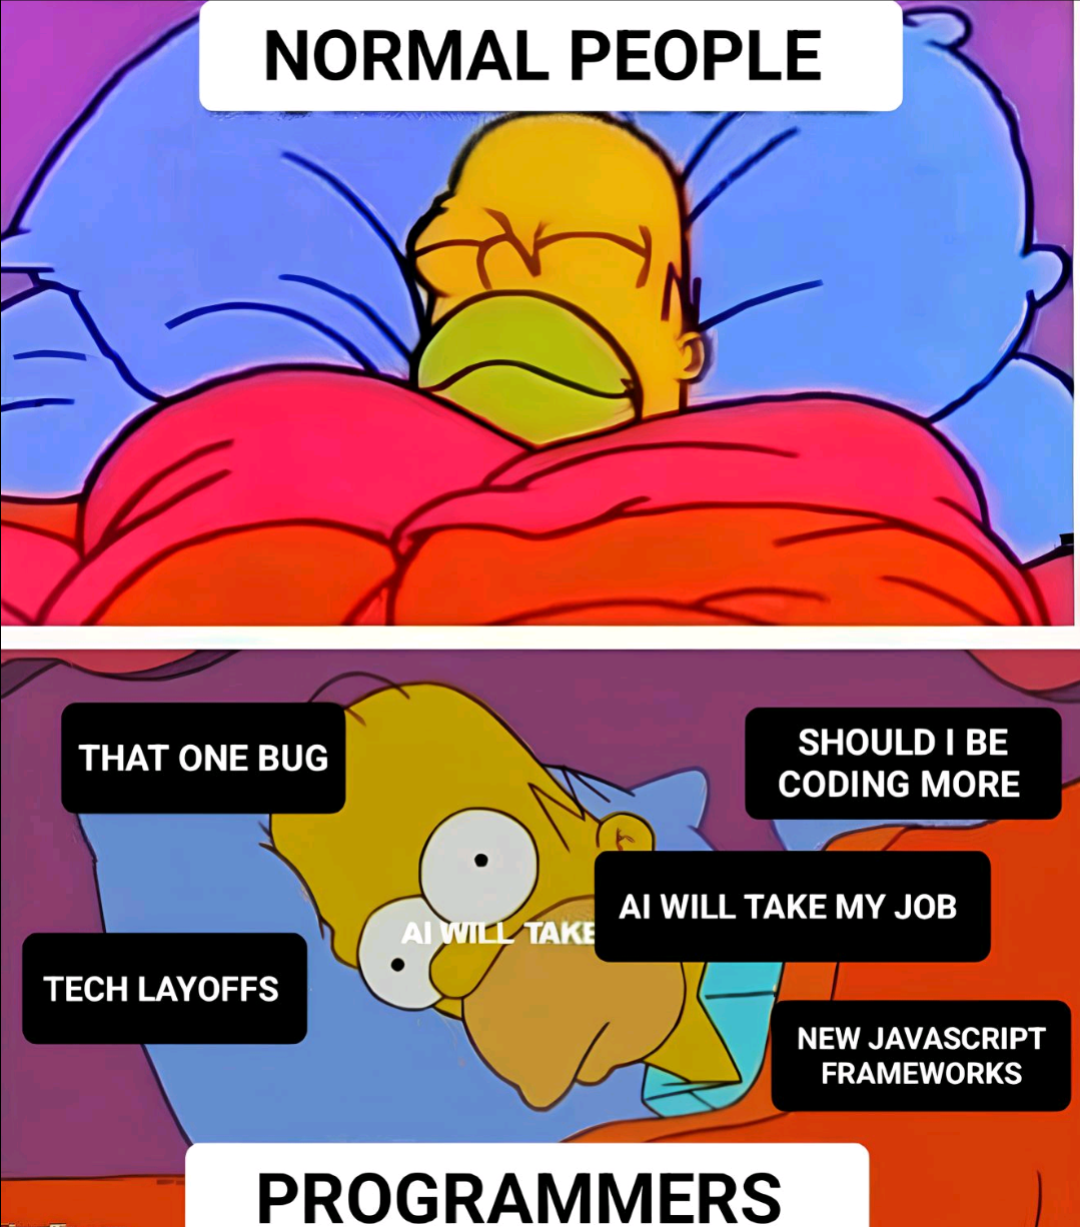 NORMAL PEOPLE
THAT ONE BUG
SHOULD I BE
CODING MORE
AI WILL TAKE MY JOB
AI WILL TAKE
TECH LAYOFFS
NEW JAVASCRIPT
FRAMEWORKS
PROGRAMMERS